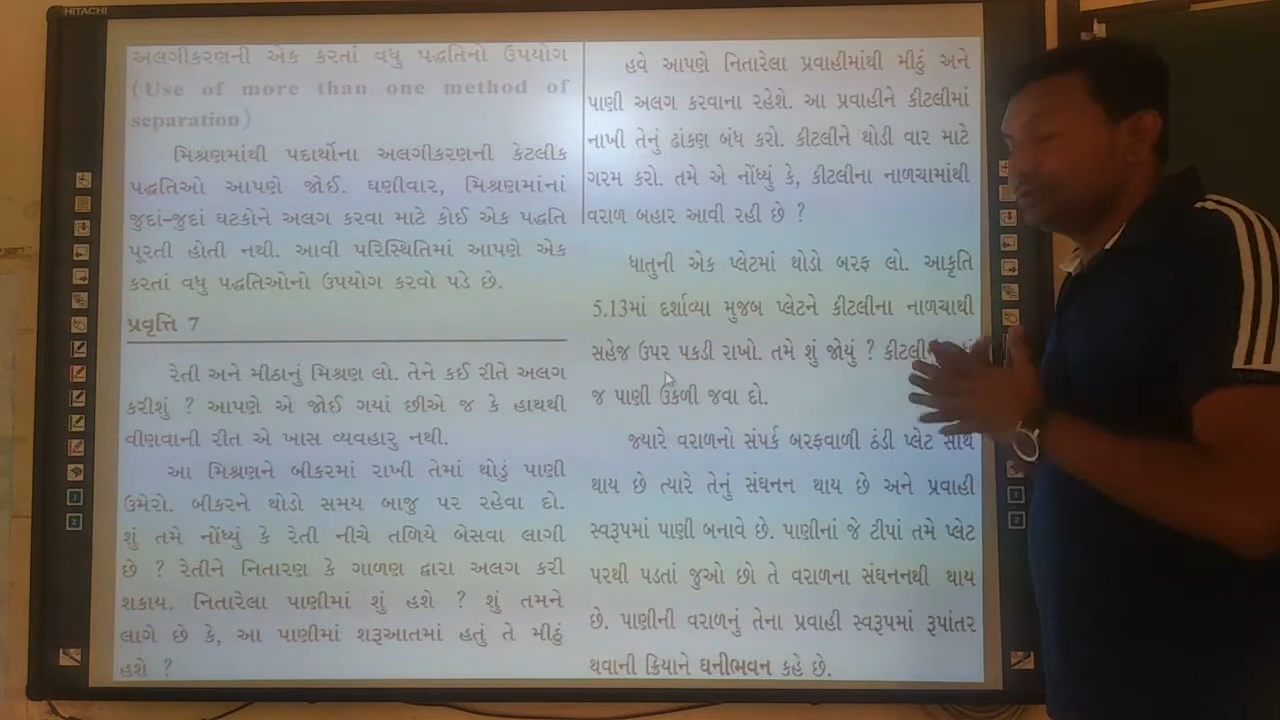 HITACHI
અલગીકરણની એક કરતાં વધુ પદ્ધતિનો ઉપયોગ
(Use of more than one method of
separation)
મિશ્રણમાંથી પદાર્થોના અલગીકરણની કેટલીક
પદ્ધતિઓ આપણે જોઈ. ઘણીવાર, મિશ્રણમાંનાં
જુદાં-જુદાં ઘટકોને અલગ કરવા માટે કોઈ એક પદ્ધતિ
પૂરતી હોતી નથી. આવી પરિસ્થિતિમાં આપણે એક
કરતાં વધુ પદ્ધતિઓનો ઉપયોગ કરવો પડે છે.
પ્રવૃત્તિ 7
રેતી અને મીઠાનું મિશ્રણ લો. તેને કઈ રીતે અલગ
કરીશું ? આપણે એ જોઈ ગયાં છીએ જ કે હાથથી
વીણવાની રીત એ ખાસ વ્યવહારુ નથી.
આ મિશ્રણને બીકરમાં રાખી તેમાં થોડું પાણી
ઉમેરો. બીકરને થોડો સમય બાજુ પર રહેવા દો.
શું તમે નોંધ્યું કે રેતી નીચે તળિયે બેસવા લાગી
છે ? રેતીને નિતારણ કે ગાળણ દ્વારા અલગ કરી
શકાય. નિતારેલા પાણીમાં શું હશે ? શું તમને
લાગે છે કે, આ પાણીમાં શરૂઆતમાં હતું તે મીઠું
હશે ?
હવે આપણે નિતારેલા પ્રવાહીમાંથી મીઠું અને
પાણી અલગ કરવાના રહેશે. આ પ્રવાહીને કીટલીમાં
નાખી તેનું ઢાંકણ બંધ કરો. કીટલીને થોડી વાર માટે
ગરમ કરો. તમે એ નોંધ્યું કે, કીટલીના નાળચામાંથી
વરાળ બહાર આવી રહી છે ?
ધાતુની એક પ્લેટમાં થોડો બરફ લો. આકૃતિ
5.13માં દર્શાવ્યા મુજબ પ્લેટને કીટલીના નાળચાથી
સહેજ ઉપર પકડી રાખો. તમે શું જોયું ?
જ પાણી ઉકળી જવા દો.
જ્યારે વરાળનો સંપર્ક બરફવાળી ઠંડી પ્લેટ સાથે
થાય છે ત્યારે તેનું સંઘનન થાય છે અને પ્રવાહી
સ્વરૂપમાં પાણી બનાવે છે. પાણીનાં જે ટીપાં તમે પ્લેટ
પરથી પડતાં જુઓ છો તે વરાળના સંઘનનથી થાય
છે. પાણીની વરાળનું તેના પ્રવાહી સ્વરૂપમાં રૂપાંતર
થવાની ક્રિયાને ઘનીભવન કહે છે.